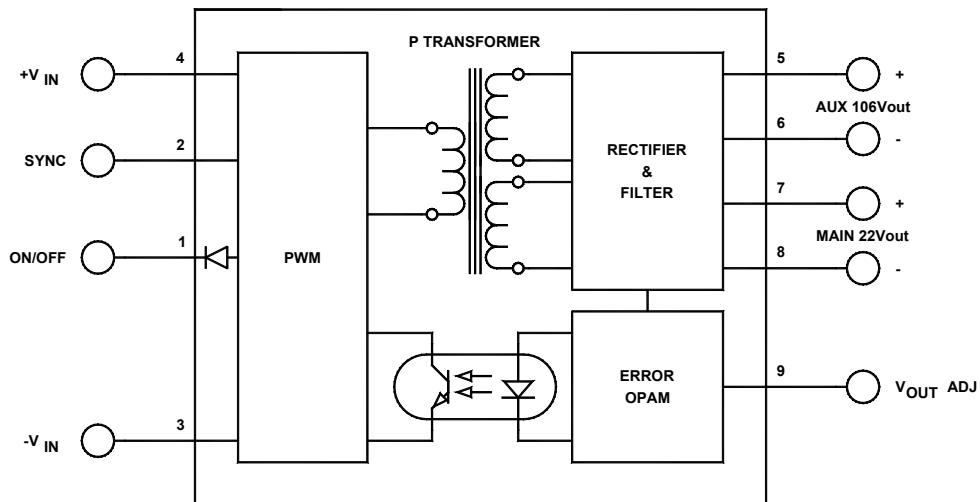 P TRANSFORMER
4
+V IN
2
SYNC
1
ON/OFF
3
-V IN
PWM
RECTIFIER
&
FILTER
ERROR
OPAM
5
+
AUX 106Vout
6
-
7
+
MAIN 22Vout
8
-
9
VOUT ADJ